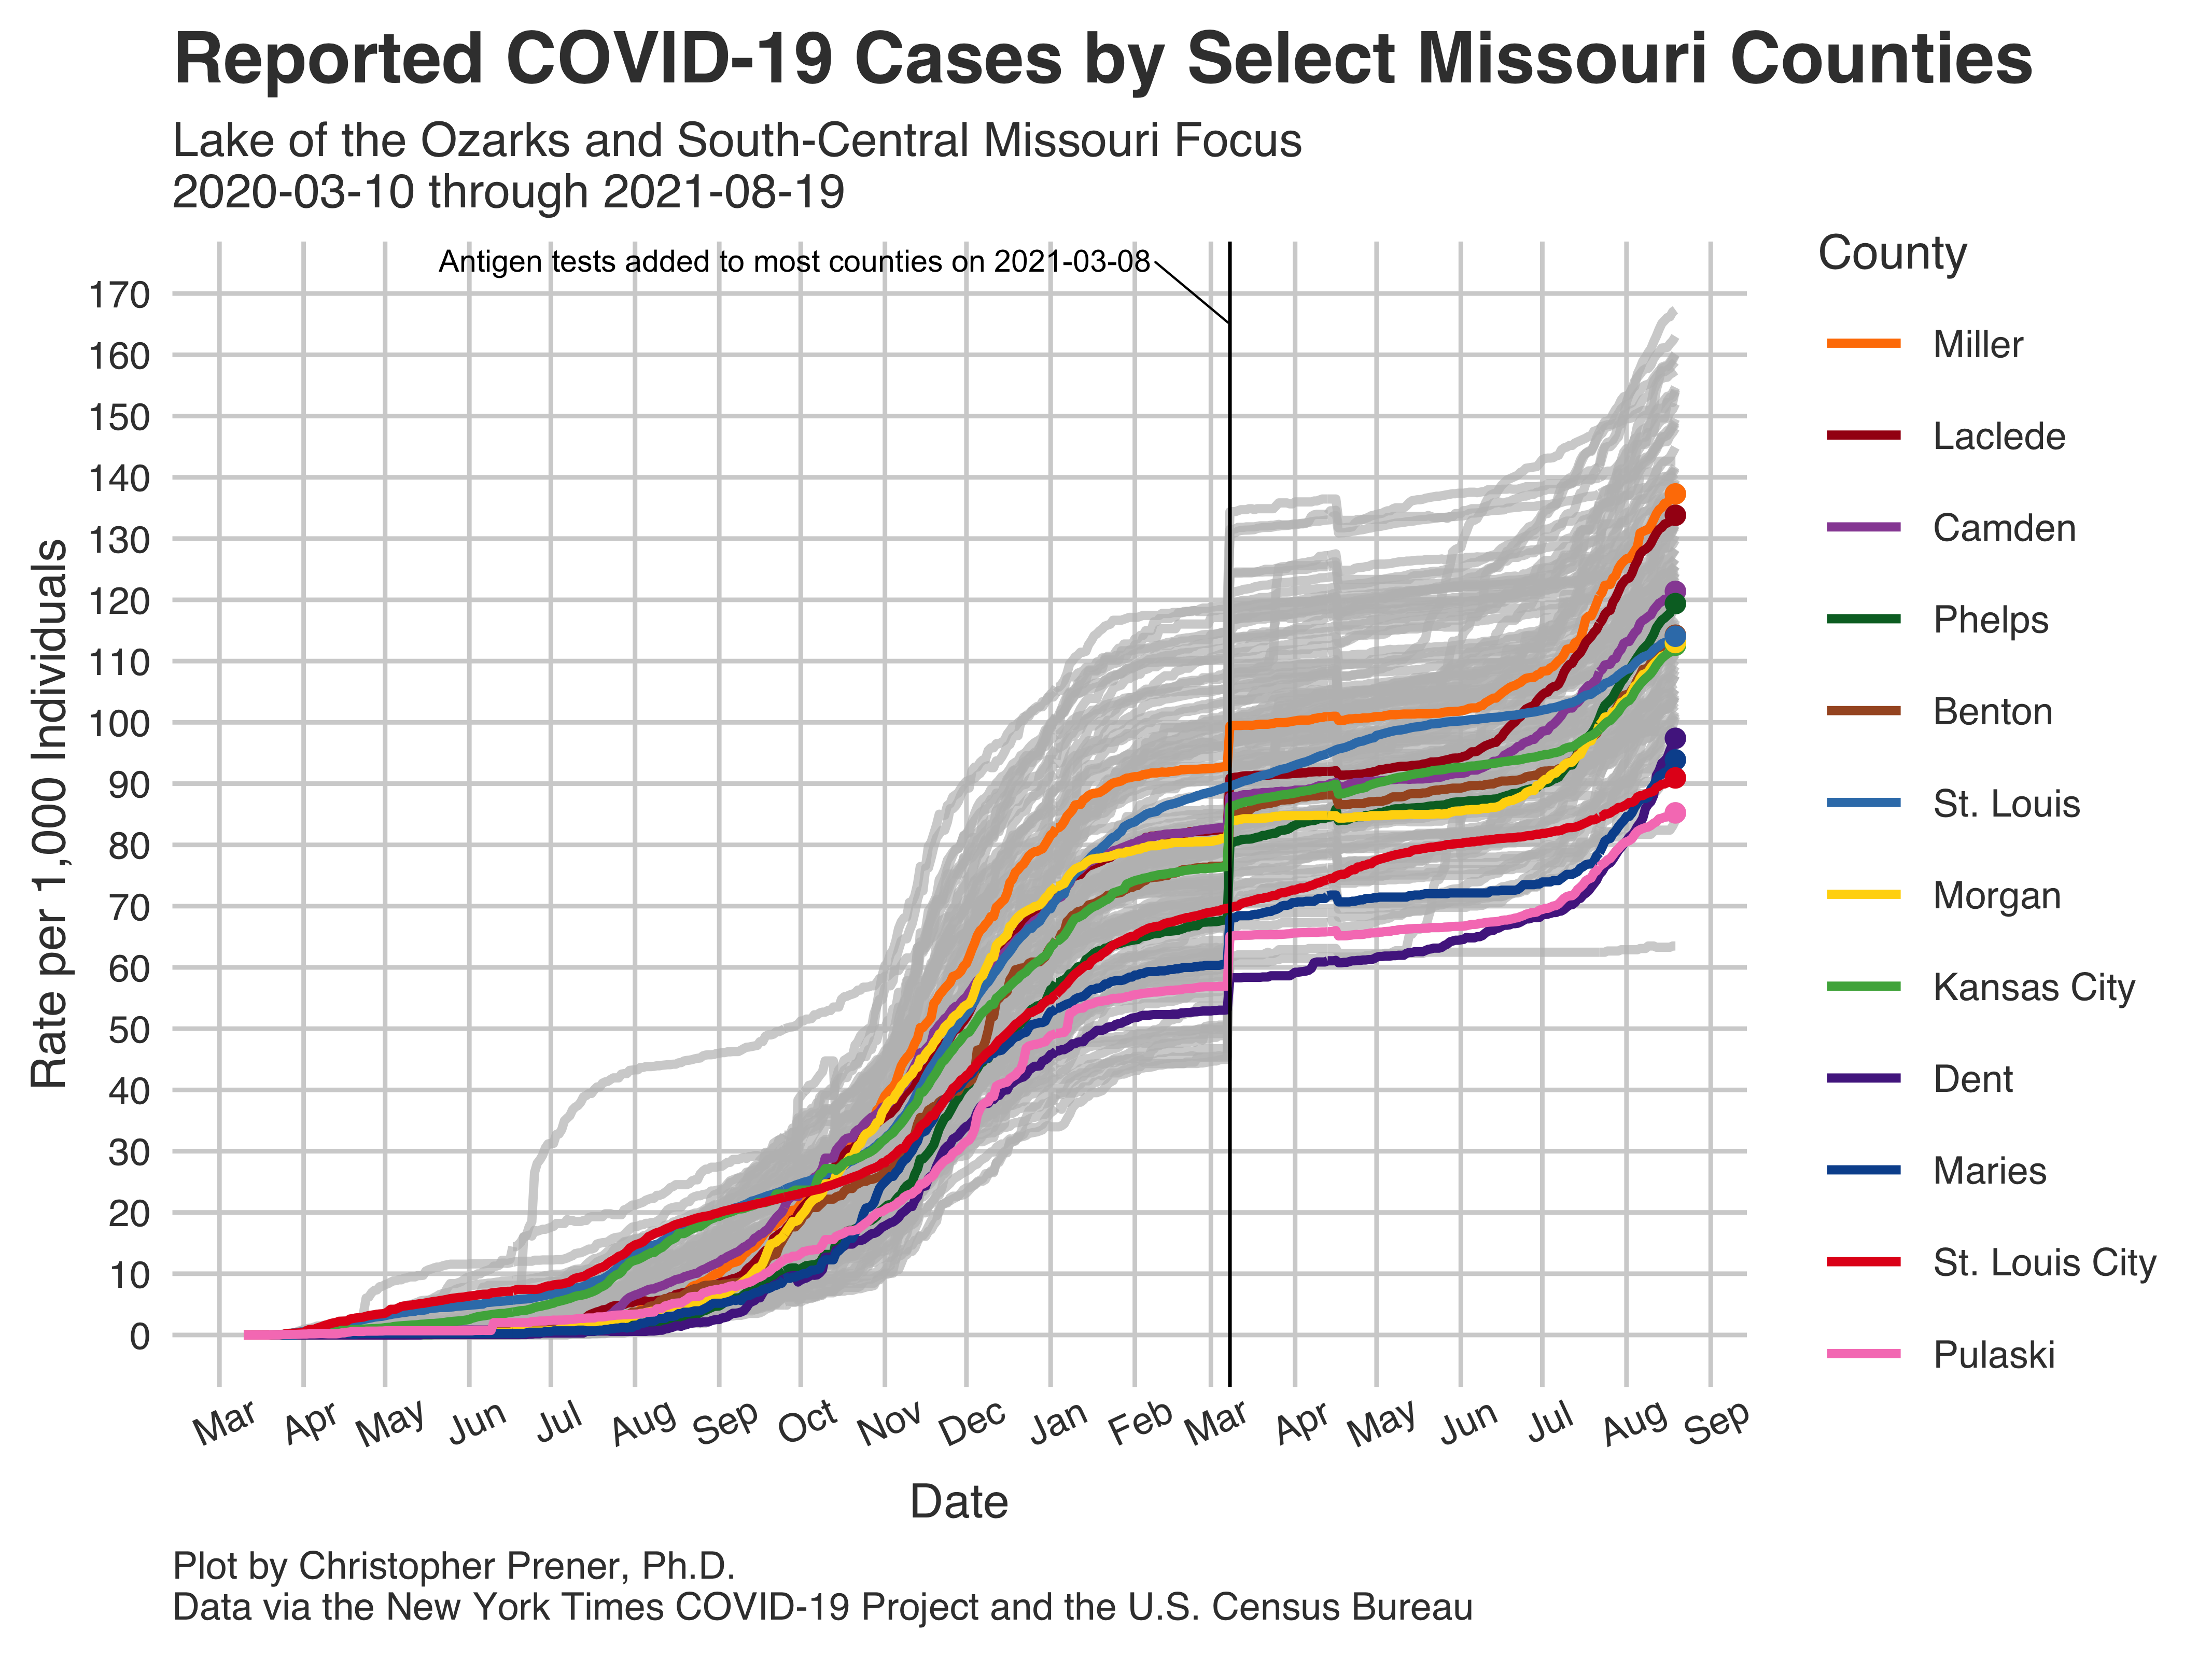 Reported COVID-19 Cases by Select Missouri Counties
Lake of the Ozarks and South-Central Missouri Focus
2020-03-10 through 2021-08-19
Antigen tests added to most counties on 2021-03-08
Rate per 1,000 Individuals
170
160
150
140
130
120
110
100
90
80
70
60
50
40
30
20
10
0
Mar Apr May Jun Jul Aug Sep Oct Nov Dec Jan Feb Mar Apr May Jun Jul Aug Sep
Date
County
Miller
Laclede
Camden
Phelps
Benton
St. Louis
Morgan
Kansas City
Dent
Maries
St. Louis City
Pulaski
Plot by Christopher Prener, Ph.D.
Data via the New York Times COVID-19 Project and the U.S. Census Bureau